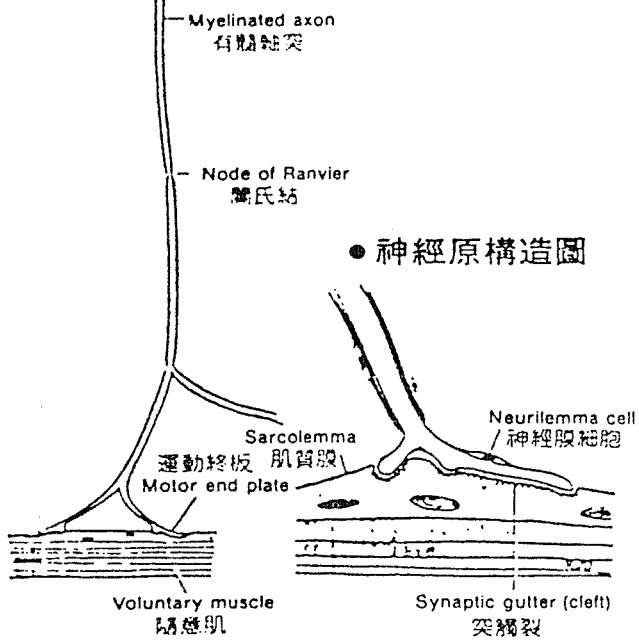 Myelinated axon
有髓軸突
Node of Ranvier
蘭氏結
● 神經原構造圖
Neurilemma cell
神經膜細胞
Sarcolemma
肌質膜
運動終板
Motor end plate
Voluntary muscle
隨意肌
Synaptic gutter (cleft)
突觸裂